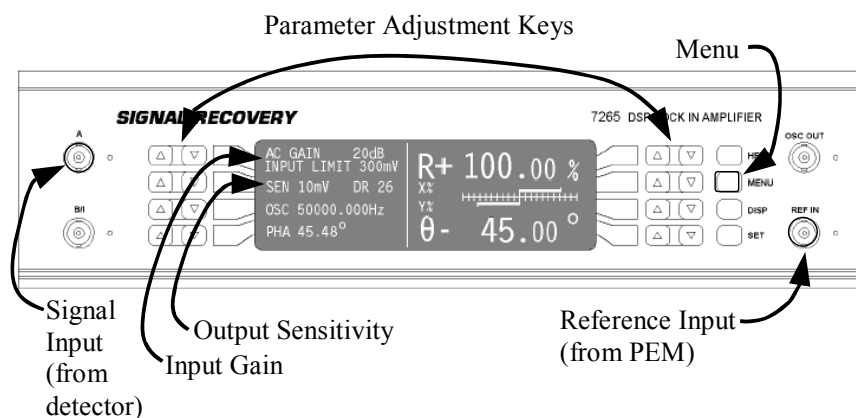 Parameter Adjustment Keys
Menu
SIGNAL RECOVERY
7265 DSP LOCK IN AMPLIFIER
A
OSC OUT
AC GAIN 20dB
INPUT LIMIT 300mV
SEN 10mV DR 26
OSC 50000.000Hz
PHA 45.48°
R+ 100.00 %
X%
Y%
θ- 45.00 °
MENU
DISP
SET
B/I
REF IN
Signal
Input
(from
detector)
Output Sensitivity
Input Gain
Reference Input
(from PEM)